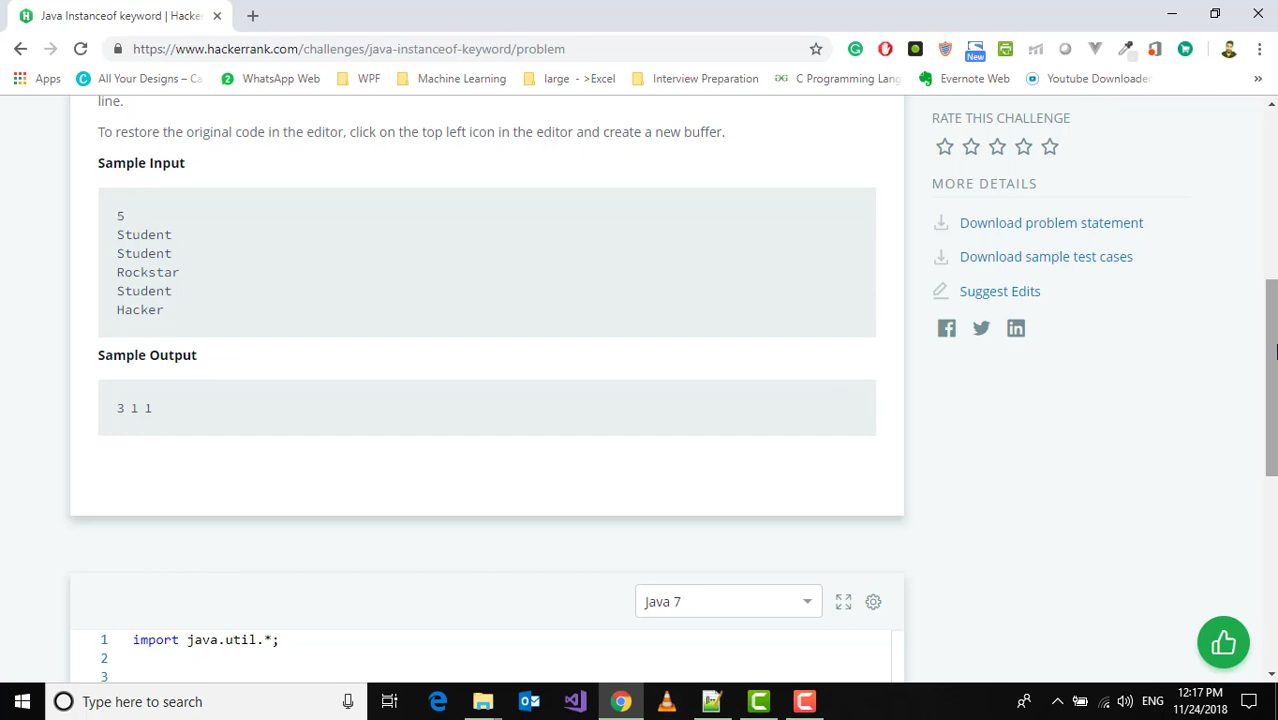 Java Instanceof keyword | Hacker
https://www.hackerrank.com/challenges/java-instanceof-keyword/problem
New
Apps
All Your Designs - Ca
2
WhatsApp Web
WPF
Machine Learning
large ->Excel
Interview Preparation
C Programming Lang
Evernote Web
Youtube Downloader
»
line.
To restore the original code in the editor, click on the top left icon in the editor and create a new buffer.
Sample Input
5
Student
Student
Rockstar
Student
Hacker
Sample Output
3 1 1
RATE THIS CHALLENGE
MORE DETAILS
Download problem statement
Download sample test cases
Suggest Edits
Java 7
1 import java.util.*;
2
3
Type here to search
ENG
12:17 PM
11/24/2018